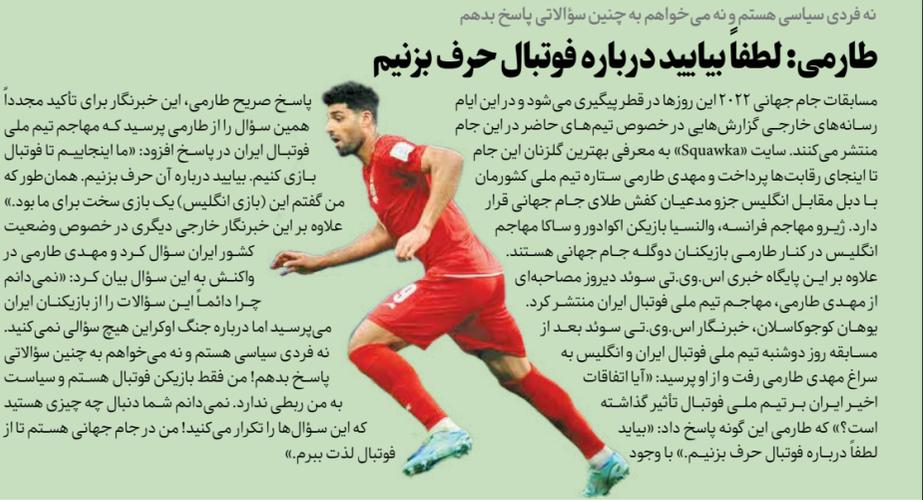 نه فردی سیاسی هستم و نه می‌خواهم به چنین سؤالاتی پاسخ بدهم
طارمی: لطفاً بیایید درباره فوتبال حرف بزنیم
مسابقات جام جهانی ۲۰۲۲ این روزها در قطر پیگیری می‌شود و در این ایام
رسانه‌های خارجی گزارش‌هایی در خصوص تیم‌های حاضر در این جام
منتشر می‌کنند. سایت «Squawka» به معرفی بهترین گلزنان این جام
تا اینجای رقابت‌ها پرداخت و مهدی طارمی ستاره تیم ملی کشورمان
با دبل مقابل انگلیس جزو مدعیان کفش طلای جام جهانی قرار
دارد. ژیرو مهاجم فرانسه، والنسیا بازیکن اکوادور و ساکا مهاجم
انگلیس در کنار طارمی بازیکنان دوگله جام جهانی هستند.
علاوه بر این پایگاه خبری اس.وی.تی سوئد دیروز مصاحبه‌ای
از مهدی طارمی، مهاجم تیم ملی فوتبال ایران منتشر کرد.
یوهان کوجوکاسلان، خبرنگار اس.وی.تی سوئد بعد از
مسابقه روز دوشنبه تیم ملی فوتبال ایران و انگلیس به
سراغ مهدی طارمی رفت و از او پرسید: «آیا اتفاقات
اخیر ایران بر تیم ملی فوتبال تأثیر گذاشته
است؟» که طارمی این گونه پاسخ داد: «بیاید
لطفاً درباره فوتبال حرف بزنیم.» با وجود
پاسخ صریح طارمی، این خبرنگار برای تأکید مجدداً
همین سؤال را از طارمی پرسید که مهاجم تیم ملی
فوتبال ایران در پاسخ افزود: «ما اینجاییم تا فوتبال
بازی کنیم. بیایید درباره آن حرف بزنیم. همان‌طور که
من گفتم این (بازی انگلیس) یک بازی سخت برای ما بود.»
علاوه بر این خبرنگار خارجی دیگری در خصوص وضعیت
کشور ایران سؤال کرد و مهدی طارمی در
واکنش به این سؤال بیان کرد: «نمی‌دانم
چرا دائماً این سؤالات را از بازیکنان ایران
می‌پرسید اما درباره جنگ اوکراین هیچ سؤالی نمی‌کنید.
نه فردی سیاسی هستم و نه می‌خواهم به چنین سؤالاتی
پاسخ بدهم! من فقط بازیکن فوتبال هستم و سیاست
به من ربطی ندارد. نمی‌دانم شما دنبال چه چیزی هستید
که این سؤال‌ها را تکرار می‌کنید! من در جام جهانی هستم تا از
فوتبال لذت ببرم.»
9